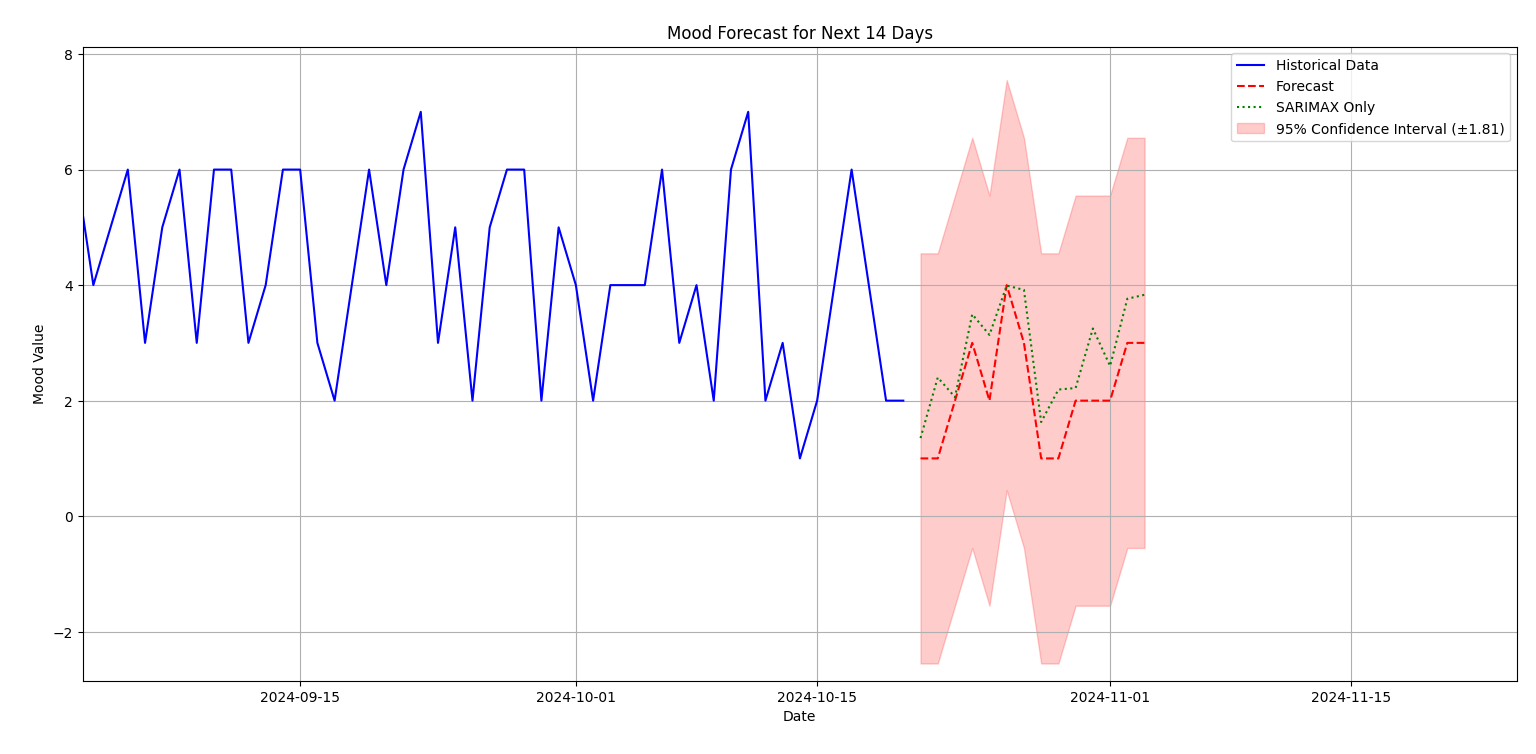 Mood Forecast for Next 14 Days
Historical Data
Forecast
SARIMAX Only
95% Confidence Interval (±1.81)
8
6
4
2
0
−2
Mood Value
2024-09-15
2024-10-01
2024-10-15
2024-11-01
2024-11-15
Date